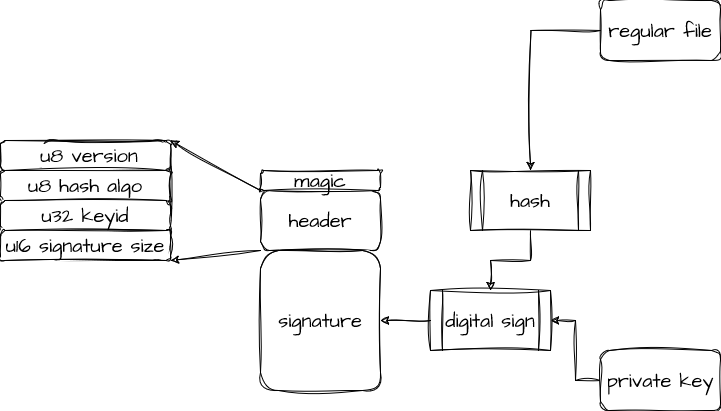 regular file
u8 version
u8 hash algo
u32 keyid
u16 signature size
magic
header
signature
hash
digital sign
private key